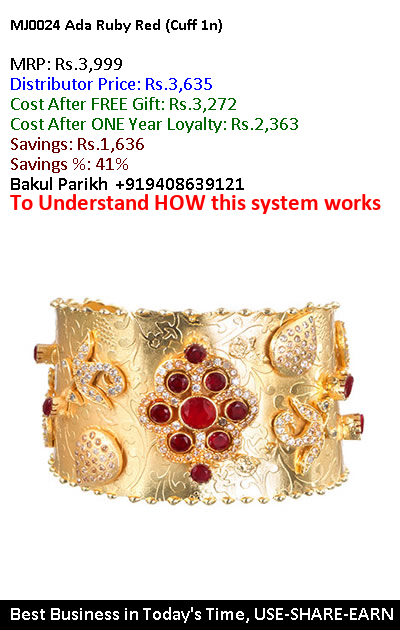 MJ0024 Ada Ruby Red (Cuff 1n)
MRP: Rs.3,999
Distributor Price: Rs.3,635
Cost After FREE Gift: Rs.3,272
Cost After ONE Year Loyalty: Rs.2,363
Savings: Rs.1,636
Savings %: 41%
Bakul Parikh +919408639121
To Understand HOW this system works
Best Business in Today's Time, USE-SHARE-EARN